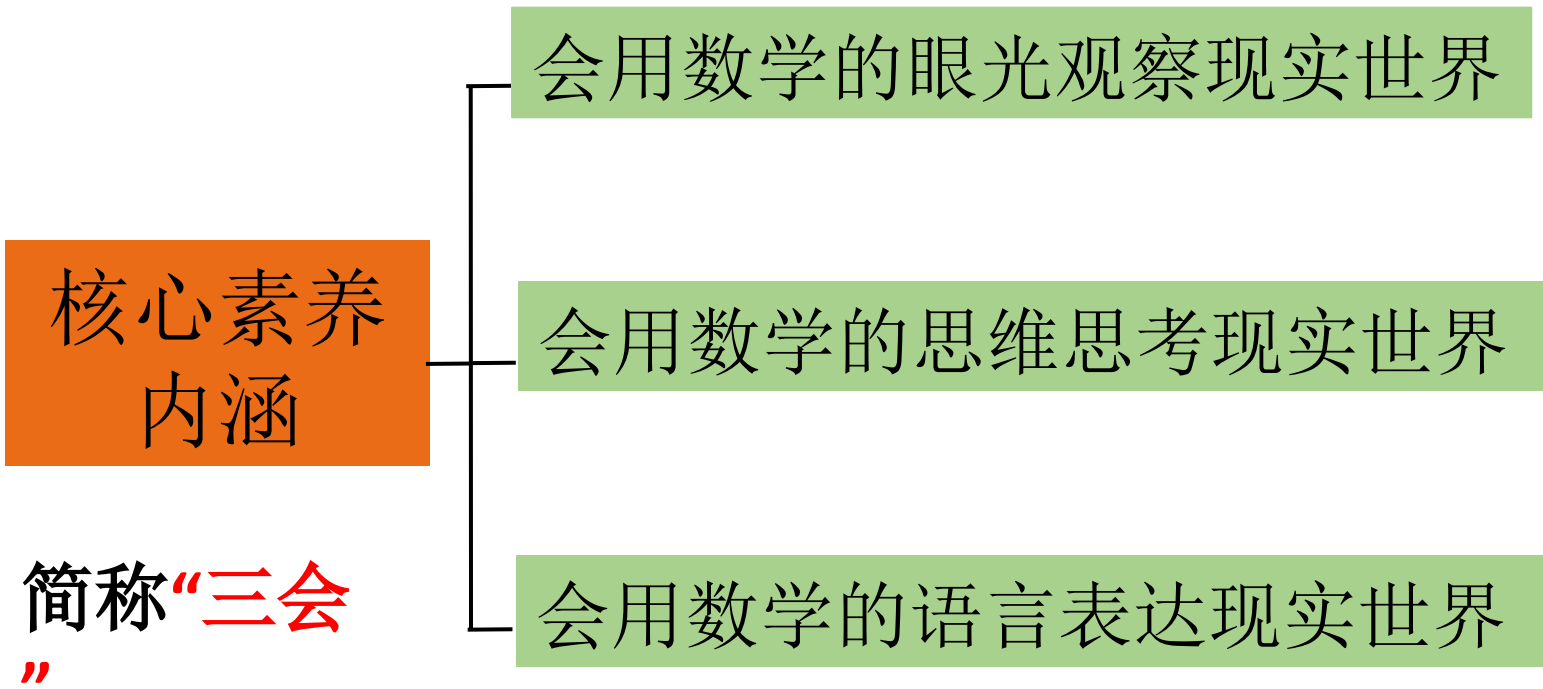 会用数学的眼光观察现实世界
核心素养
内涵
会用数学的思维思考现实世界
会用数学的语言表达现实世界
简称“三会
”